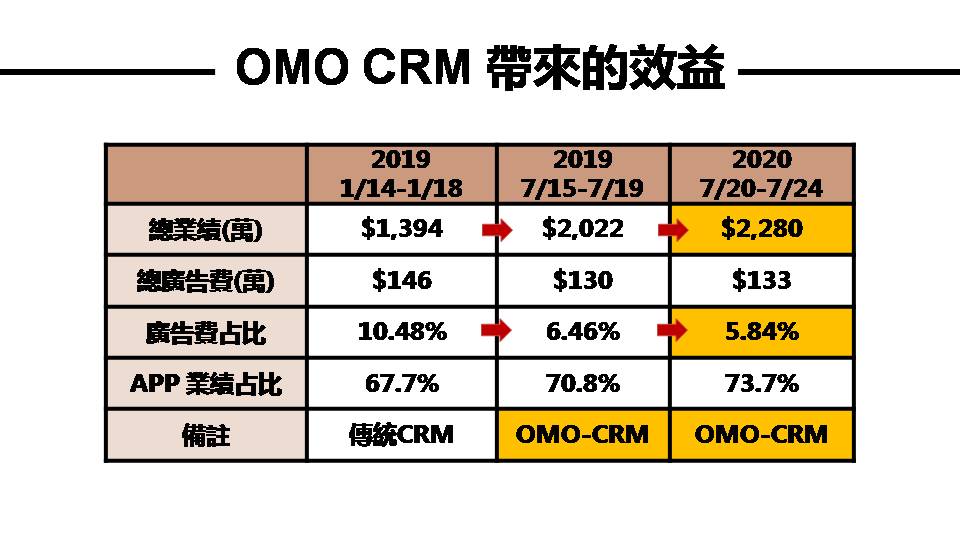 OMO CRM 帶來的效益
2019 2019 2020
1/14-1/18 7/15-7/19 7/20-7/24
總業績(萬) $1,394 $2,022 $2,280
總廣告費(萬) $146 $130 $133
廣告費占比 10.48% 6.46% 5.84%
APP 業績占比 67.7% 70.8% 73.7%
備註 傳統CRM OMO-CRM OMO-CRM